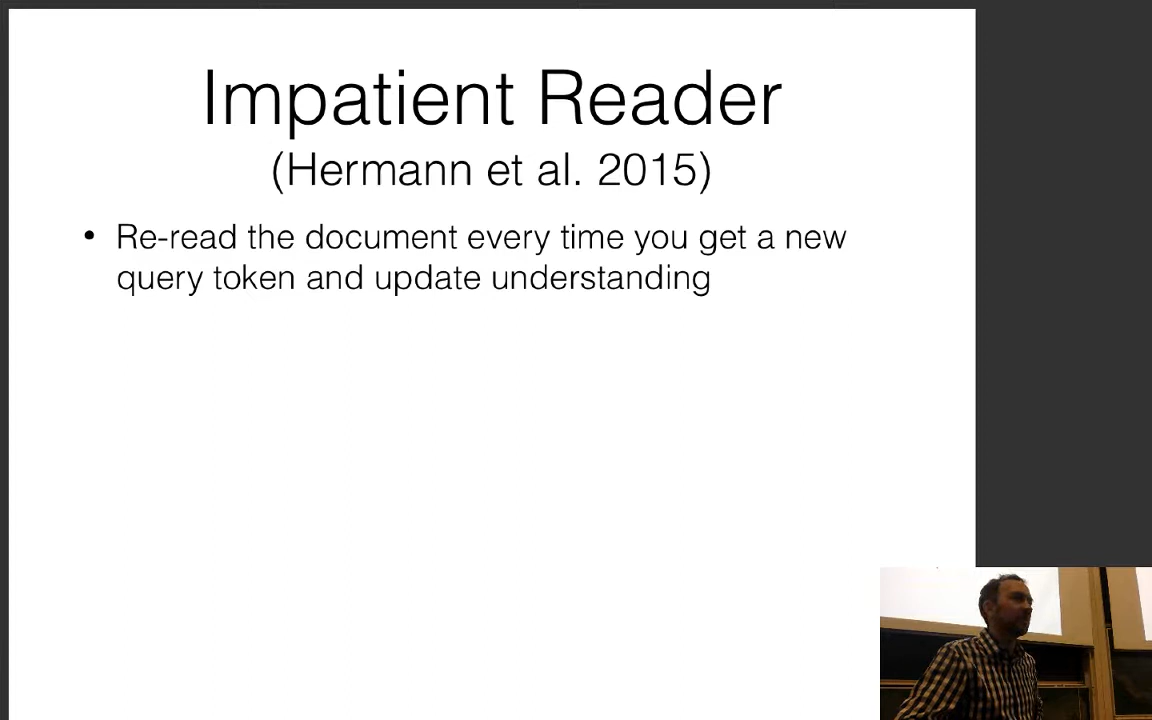 Impatient Reader
(Hermann et al. 2015)
• Re-read the document every time you get a new
query token and update understanding